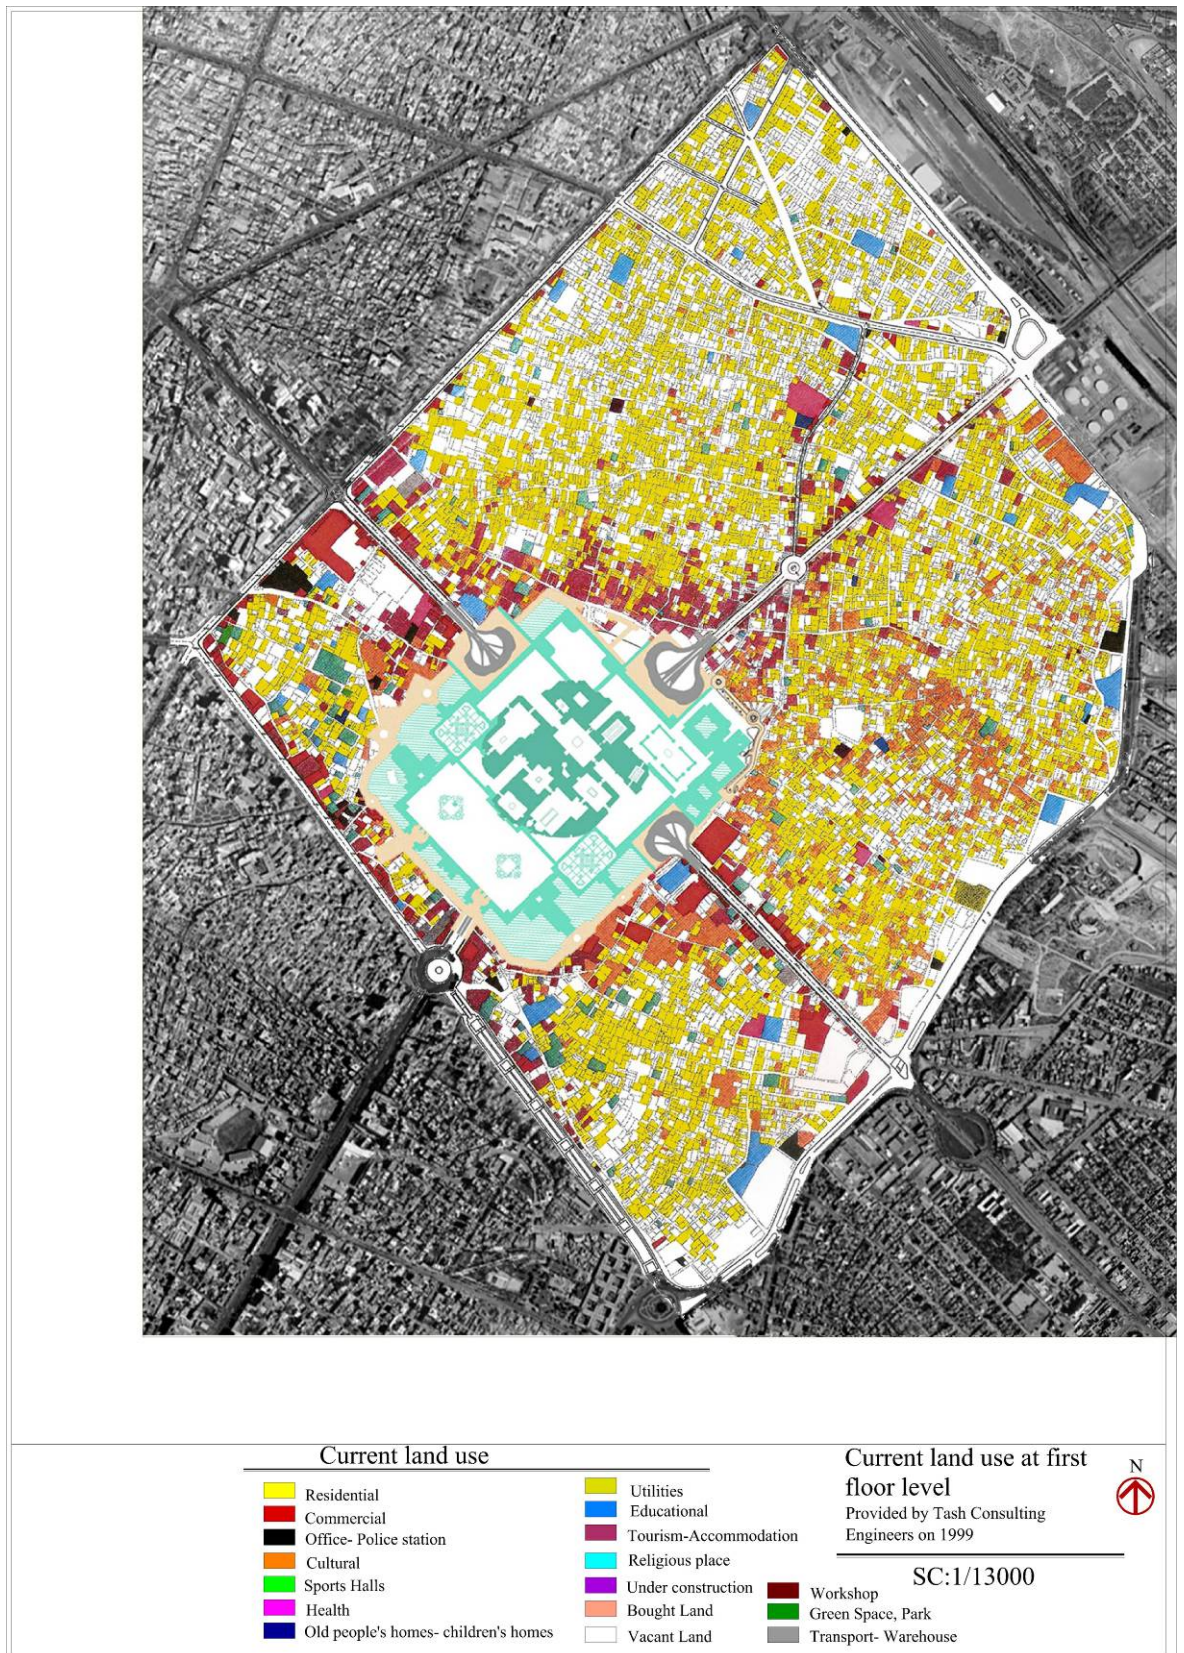 Current land use
Residential
Commercial
Office- Police station
Cultural
Sports Halls
Health
Old people's homes- children's homes
Utilities
Educational
Tourism-Accommodation
Religious place
Under construction
Bought Land
Vacant Land
Workshop
Green Space, Park
Transport- Warehouse
Current land use at first
floor level
Provided by Tash Consulting
Engineers on 1999
SC:1/13000
N